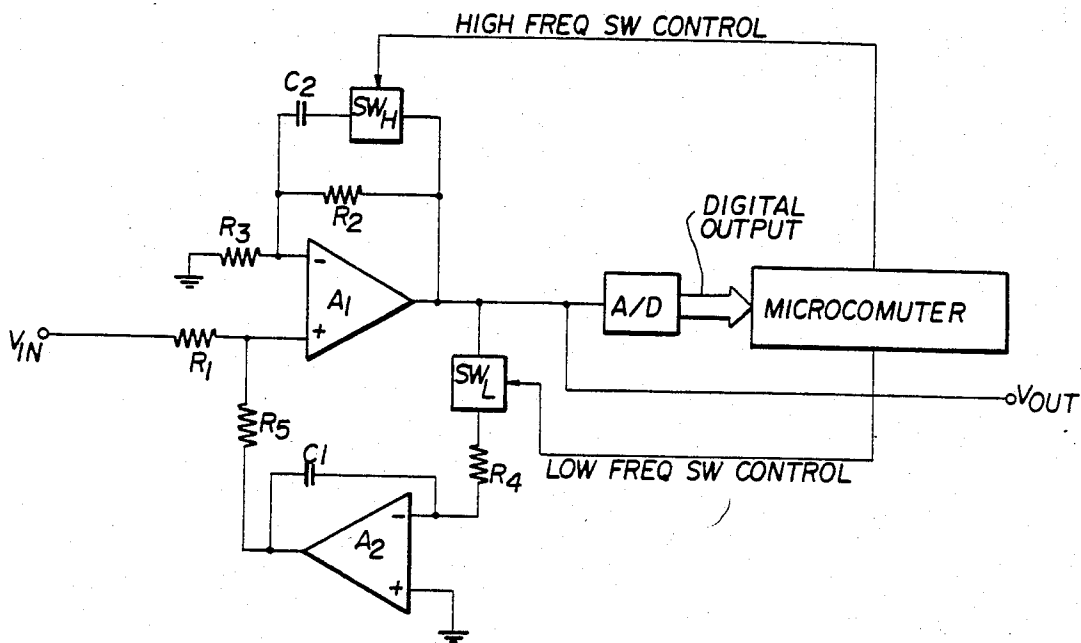 HIGH FREQ SW CONTROL
C2
SWH
R2
R3
DIGITAL
OUTPUT
-
A1
+
A/D
MICROCOMUTER
VIN
R1
SWL
VOUT
R5
C1
R4
LOW FREQ SW CONTROL
-
A2
+